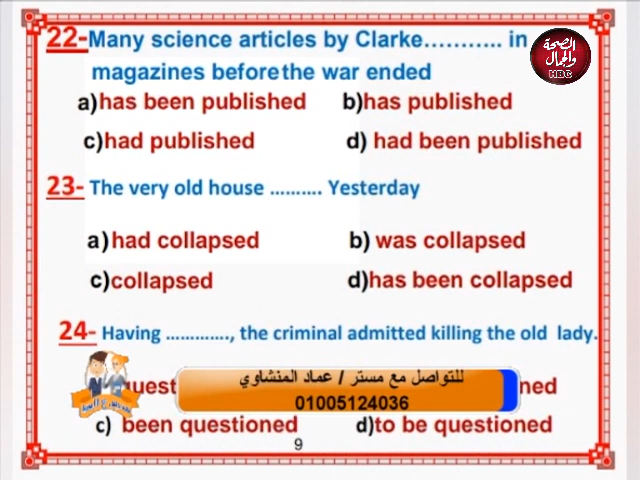 22-Many science articles by Clarke……….. in
magazines before the war ended
a)has been published b)has published
c)had published d) had been published
23- The very old house ………. Yesterday
a) had collapsed b) was collapsed
c)collapsed d)has been collapsed
24- Having …………., the criminal admitted killing the old lady.
للتواصل مع مستر / عماد المنشاوي
01005124036
c) been questioned d)to be questioned
9
الصحة
والجمال
HBC